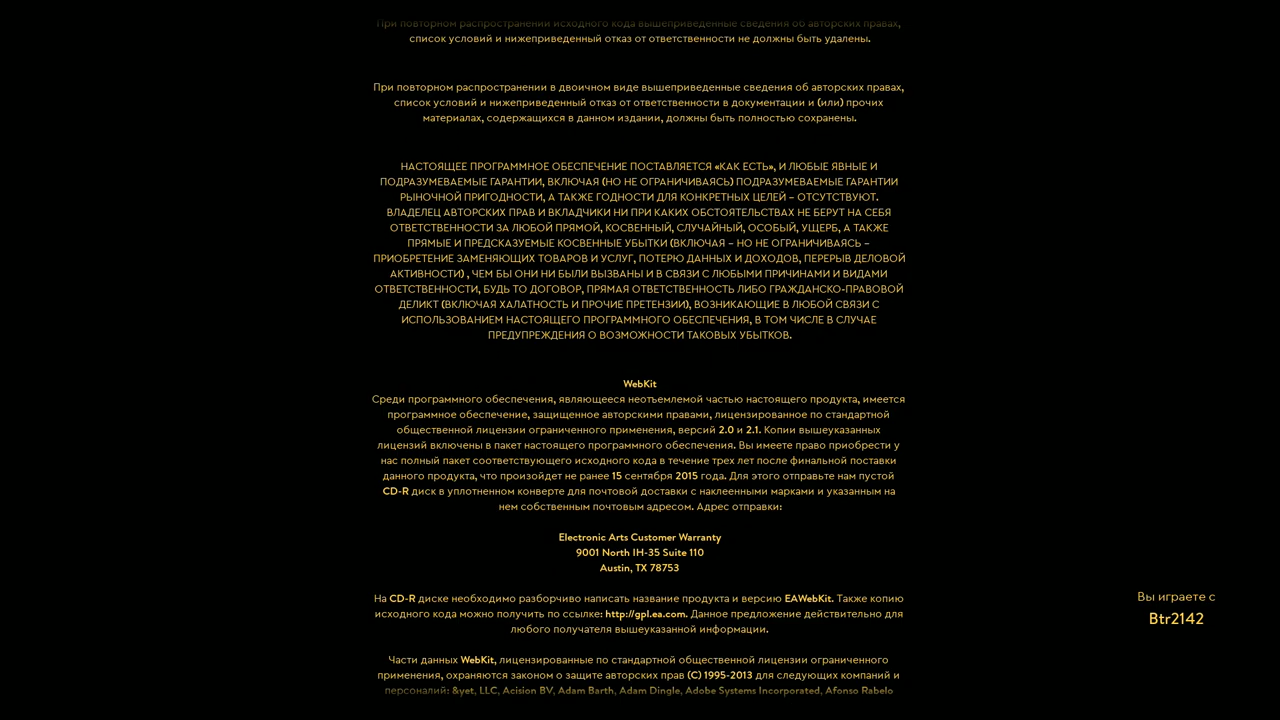 При повторном распространении исходного кода вышеприведенные сведения об авторских правах,
список условий и нижеприведенный отказ от ответственности не должны быть удалены.
При повторном распространении в двоичном виде вышеприведенные сведения об авторских правах,
список условий и нижеприведенный отказ от ответственности в документации и (или) прочих
материалах, содержащихся в данном издании, должны быть полностью сохранены.
НАСТОЯЩЕЕ ПРОГРАММНОЕ ОБЕСПЕЧЕНИЕ ПОСТАВЛЯЕТСЯ «КАК ЕСТЬ», И ЛЮБЫЕ ЯВНЫЕ И
ПОДРАЗУМЕВАЕМЫЕ ГАРАНТИИ, ВКЛЮЧАЯ (НО НЕ ОГРАНИЧИВАЯСЬ) ПОДРАЗУМЕВАЕМЫЕ ГАРАНТИИ
РЫНОЧНОЙ ПРИГОДНОСТИ, А ТАКЖЕ ГОДНОСТИ ДЛЯ КОНКРЕТНЫХ ЦЕЛЕЙ – ОТСУТСТВУЮТ.
ВЛАДЕЛЕЦ АВТОРСКИХ ПРАВ И ВКЛАДЧИКИ НИ ПРИ КАКИХ ОБСТОЯТЕЛЬСТВАХ НЕ БЕРУТ НА СЕБЯ
ОТВЕТСТВЕННОСТИ ЗА ЛЮБОЙ ПРЯМОЙ, КОСВЕННЫЙ, СЛУЧАЙНЫЙ, ОСОБЫЙ, УЩЕРБ, А ТАКЖЕ
ПРЯМЫЕ И ПРЕДСКАЗУЕМЫЕ КОСВЕННЫЕ УБЫТКИ (ВКЛЮЧАЯ – НО НЕ ОГРАНИЧИВАЯСЬ –
ПРИОБРЕТЕНИЕ ЗАМЕНЯЮЩИХ ТОВАРОВ И УСЛУГ, ПОТЕРЮ ДАННЫХ И ДОХОДОВ, ПЕРЕРЫВ ДЕЛОВОЙ
АКТИВНОСТИ) , ЧЕМ БЫ ОНИ НИ БЫЛИ ВЫЗВАНЫ И В СВЯЗИ С ЛЮБЫМИ ПРИЧИНАМИ И ВИДАМИ
ОТВЕТСТВЕННОСТИ, БУДЬ ТО ДОГОВОР, ПРЯМАЯ ОТВЕТСТВЕННОСТЬ ЛИБО ГРАЖДАНСКО-ПРАВОВОЙ
ДЕЛИКТ (ВКЛЮЧАЯ ХАЛАТНОСТЬ И ПРОЧИЕ ПРЕТЕНЗИИ), ВОЗНИКАЮЩИЕ В ЛЮБОЙ СВЯЗИ С
ИСПОЛЬЗОВАНИЕМ НАСТОЯЩЕГО ПРОГРАММНОГО ОБЕСПЕЧЕНИЯ, В ТОМ ЧИСЛЕ В СЛУЧАЕ
ПРЕДУПРЕЖДЕНИЯ О ВОЗМОЖНОСТИ ТАКОВЫХ УБЫТКОВ.
WebKit
Среди программного обеспечения, являющееся неотъемлемой частью настоящего продукта, имеется
программное обеспечение, защищенное авторскими правами, лицензированное по стандартной
общественной лицензии ограниченного применения, версий 2.0 и 2.1. Копии вышеуказанных
лицензий включены в пакет настоящего программного обеспечения. Вы имеете право приобрести у
нас полный пакет соответствующего исходного кода в течение трех лет после финальной поставки
данного продукта, что произойдет не ранее 15 сентября 2015 года. Для этого отправьте нам пустой
CD-R диск в уплотненном конверте для почтовой доставки с наклеенными марками и указанным на
нем собственным почтовым адресом. Адрес отправки:
Electronic Arts Customer Warranty
9001 North IH-35 Suite 110
Austin, TX 78753
На CD-R диске необходимо разборчиво написать название продукта и версию EAWebKit. Также копию
исходного кода можно получить по ссылке: http://gpl.ea.com. Данное предложение действительно для
любого получателя вышеуказанной информации.
Части данных WebKit, лицензированные по стандартной общественной лицензии ограниченного
применения, охраняются законом о защите авторских прав (C) 1995-2013 для следующих компаний и
персоналий: &yet, LLC, Acision BV, Adam Barth, Adam Dingle, Adobe Systems Incorporated, Afonso Rabelo
Вы играете с
Btr2142